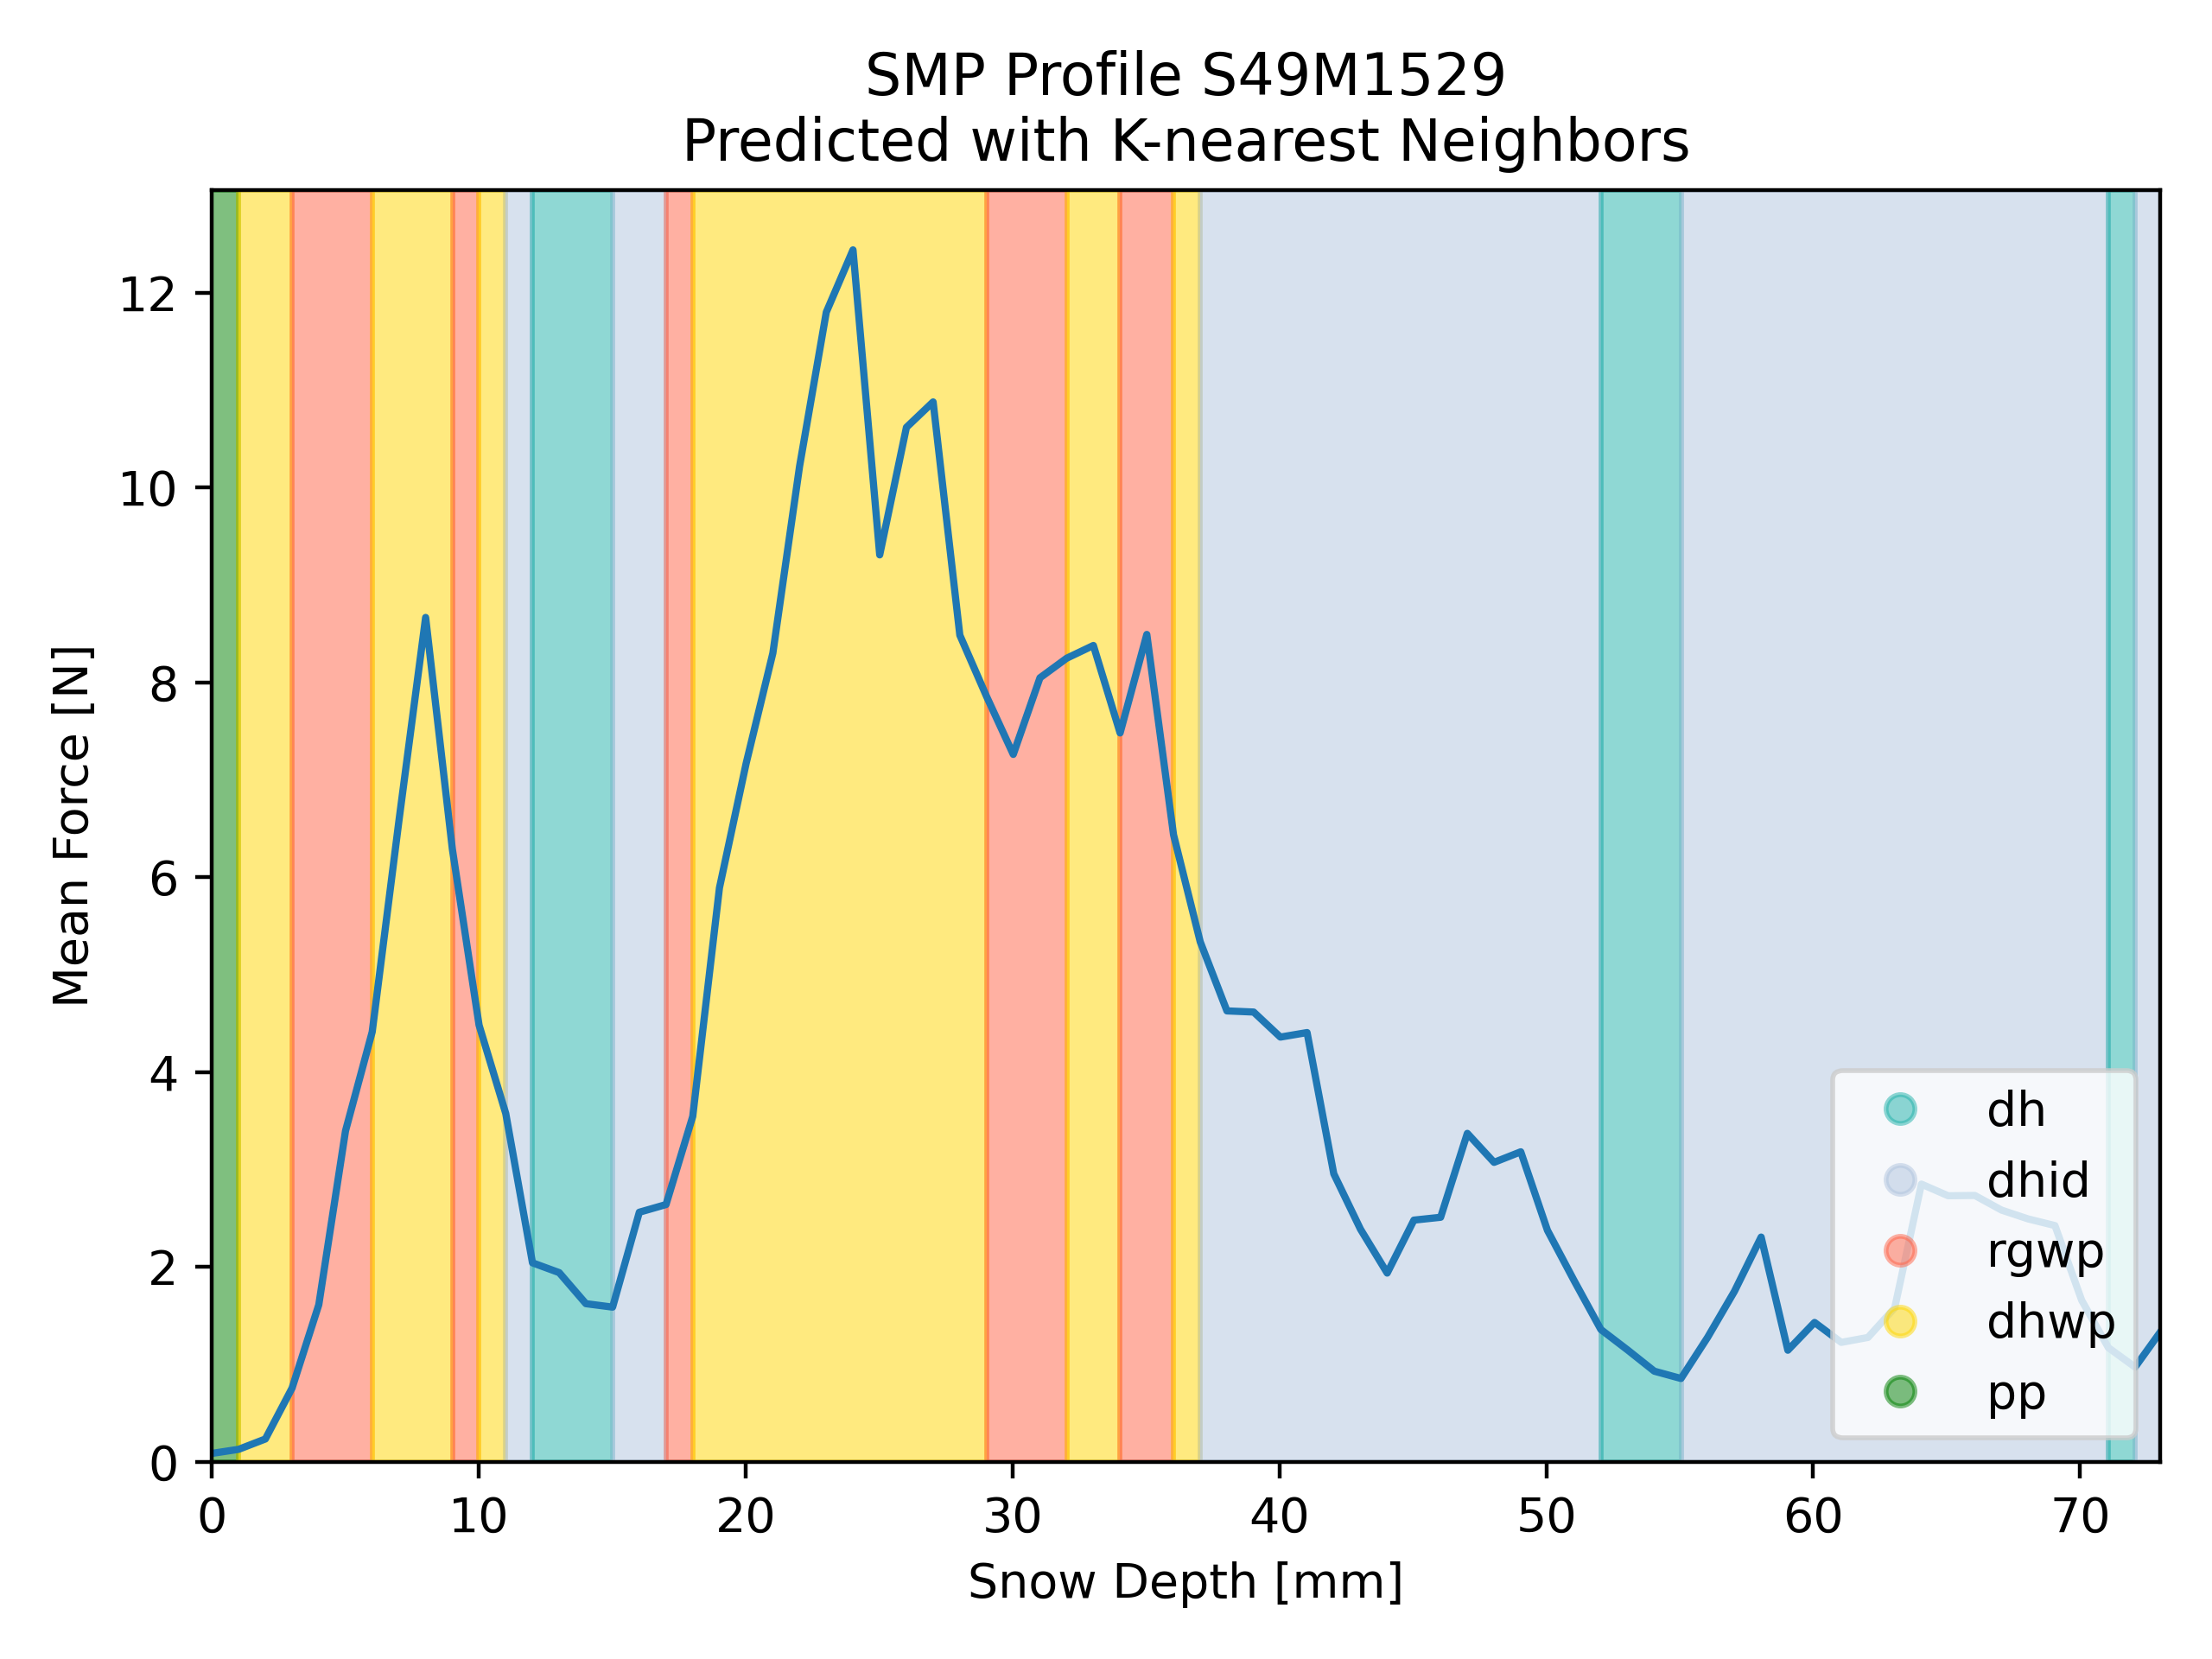 SMP Profile S49M1529
Predicted with K-nearest Neighbors
Mean Force [N]
12
10
8
6
4
2
0
0 10 20 30 40 50 60 70
Snow Depth [mm]
dh
dhid
rgwp
dhwp
pp